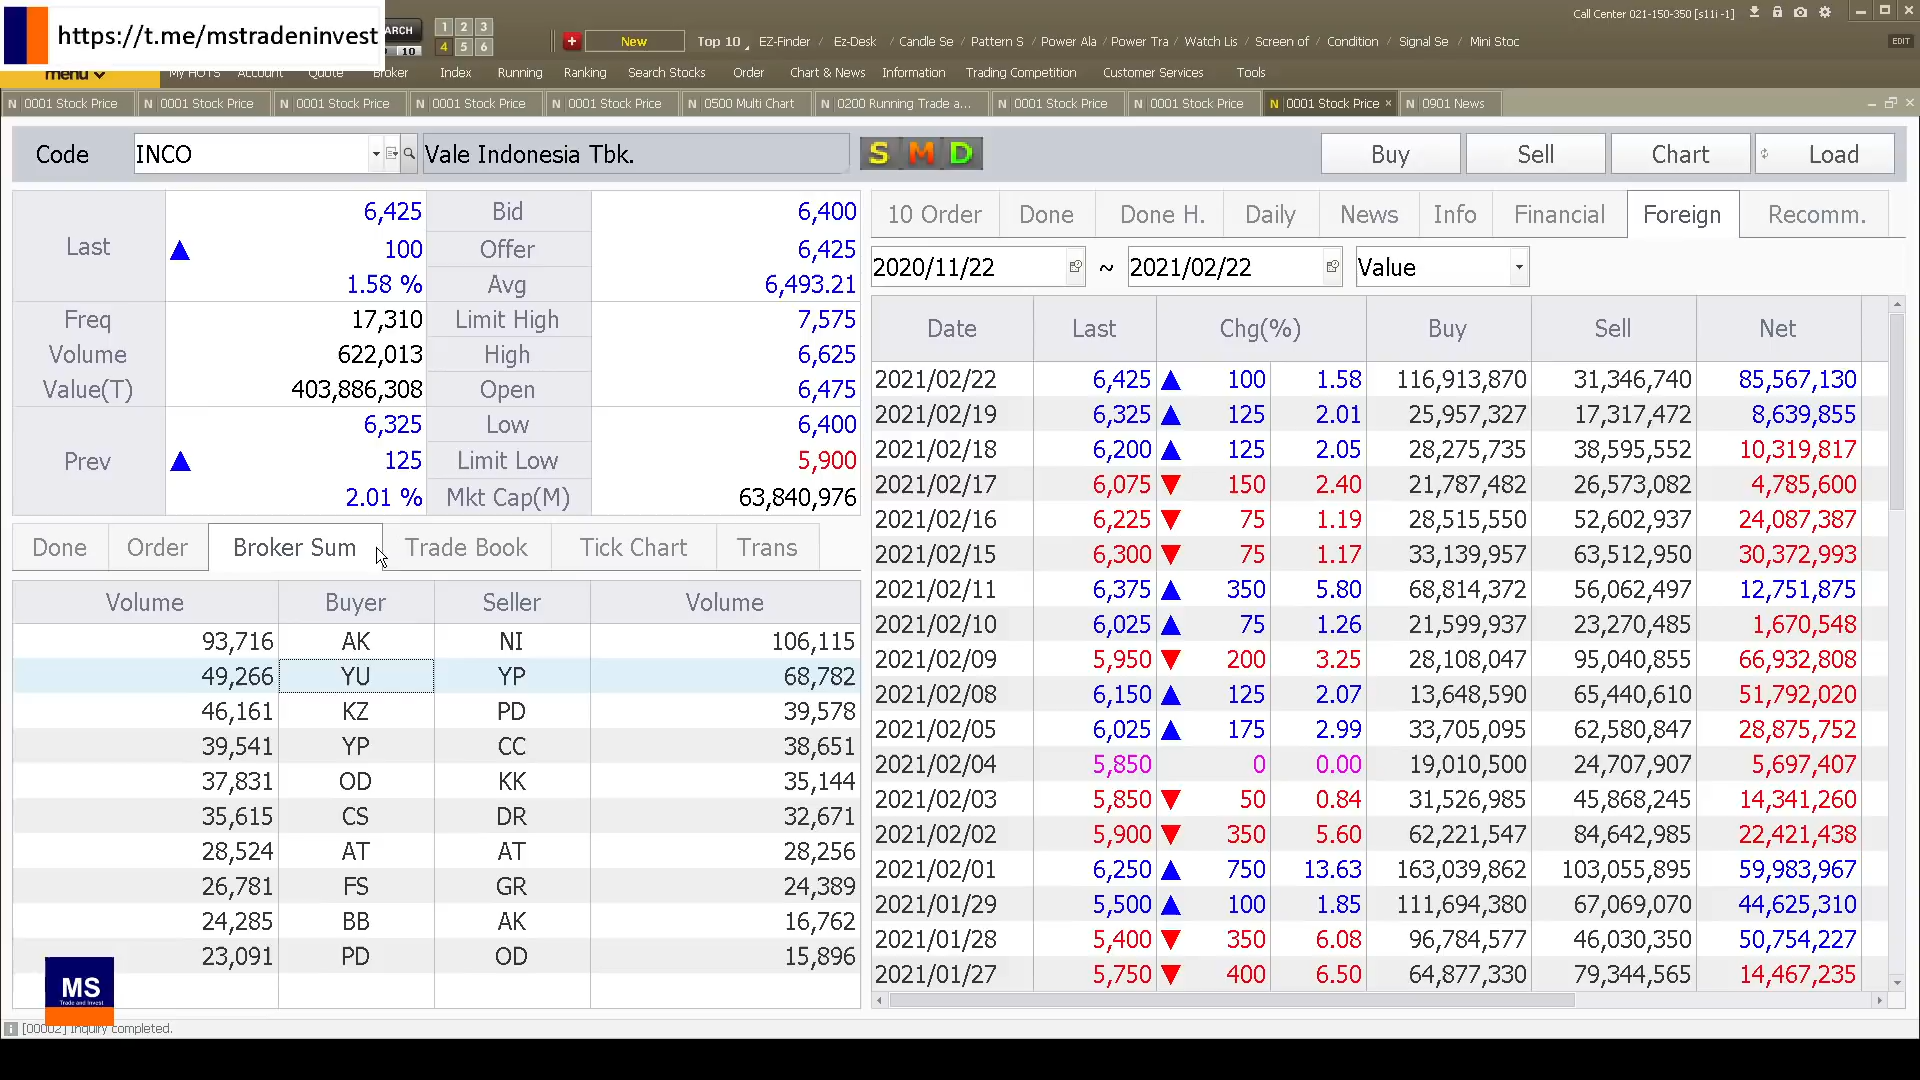 https://t.me/mstradeninvest
ARCH
10
1 2 3
4 5 6
New
Top 10 EZ-Finder / Ez-Desk / Candle Se / Pattern S / Power Ala / Power Tra / Watch Lis / Screen of / Condition / Signal Se / Mini Stoc
Call Center 021-150-350 [s11i -1]
EDIT
menu
My HOTS Account Quote Broker Index Running Ranking Search Stocks Order Chart & News Information Trading Competition Customer Services Tools
N 0001 Stock Price N 0001 Stock Price N 0001 Stock Price N 0001 Stock Price N 0001 Stock Price N 0500 Multi Chart N 0200 Running Trade a... N 0001 Stock Price N 0001 Stock Price N 0001 Stock Price × N 0901 News
Code INCO Vale Indonesia Tbk. S M D Buy Sell Chart Load
Last 6,425 Bid 6,400
100 Offer 6,425
1.58 % Avg 6,493.21
Freq 17,310 Limit High 7,575
Volume 622,013 High 6,625
Value(T) 403,886,308 Open 6,475
Prev 6,325 Low 6,400
125 Limit Low 5,900
2.01 % Mkt Cap(M) 63,840,976
Done Order Broker Sum Trade Book Tick Chart Trans
Volume Buyer Seller Volume
93,716 AK NI 106,115
49,266 YU YP 68,782
46,161 KZ PD 39,578
39,541 YP CC 38,651
37,831 OD KK 35,144
35,615 CS DR 32,671
28,524 AT AT 28,256
26,781 FS GR 24,389
24,285 BB AK 16,762
23,091 PD OD 15,896
10 Order Done Done H. Daily News Info Financial Foreign Recomm.
2020/11/22 ~ 2021/02/22 Value
Date Last Chg(%) Buy Sell Net
2021/02/22 6,425 100 1.58 116,913,870 31,346,740 85,567,130
2021/02/19 6,325 125 2.01 25,957,327 17,317,472 8,639,855
2021/02/18 6,200 125 2.05 28,275,735 38,595,552 10,319,817
2021/02/17 6,075 150 2.40 21,787,482 26,573,082 4,785,600
2021/02/16 6,225 75 1.19 28,515,550 52,602,937 24,087,387
2021/02/15 6,300 75 1.17 33,139,957 63,512,950 30,372,993
2021/02/11 6,375 350 5.80 68,814,372 56,062,497 12,751,875
2021/02/10 6,025 75 1.26 21,599,937 23,270,485 1,670,548
2021/02/09 5,950 200 3.25 28,108,047 95,040,855 66,932,808
2021/02/08 6,150 125 2.07 13,648,590 65,440,610 51,792,020
2021/02/05 6,025 175 2.99 33,705,095 62,580,847 28,875,752
2021/02/04 5,850 0 0.00 19,010,500 24,707,907 5,697,407
2021/02/03 5,850 50 0.84 31,526,985 45,868,245 14,341,260
2021/02/02 5,900 350 5.60 62,221,547 84,642,985 22,421,438
2021/02/01 6,250 750 13.63 163,039,862 103,055,895 59,983,967
2021/01/29 5,500 100 1.85 111,694,380 67,069,070 44,625,310
2021/01/28 5,400 350 6.08 96,784,577 46,030,350 50,754,227
2021/01/27 5,750 400 6.50 64,877,330 79,344,565 14,467,235
MS
Trade and Invest
[00002] Inquiry completed.